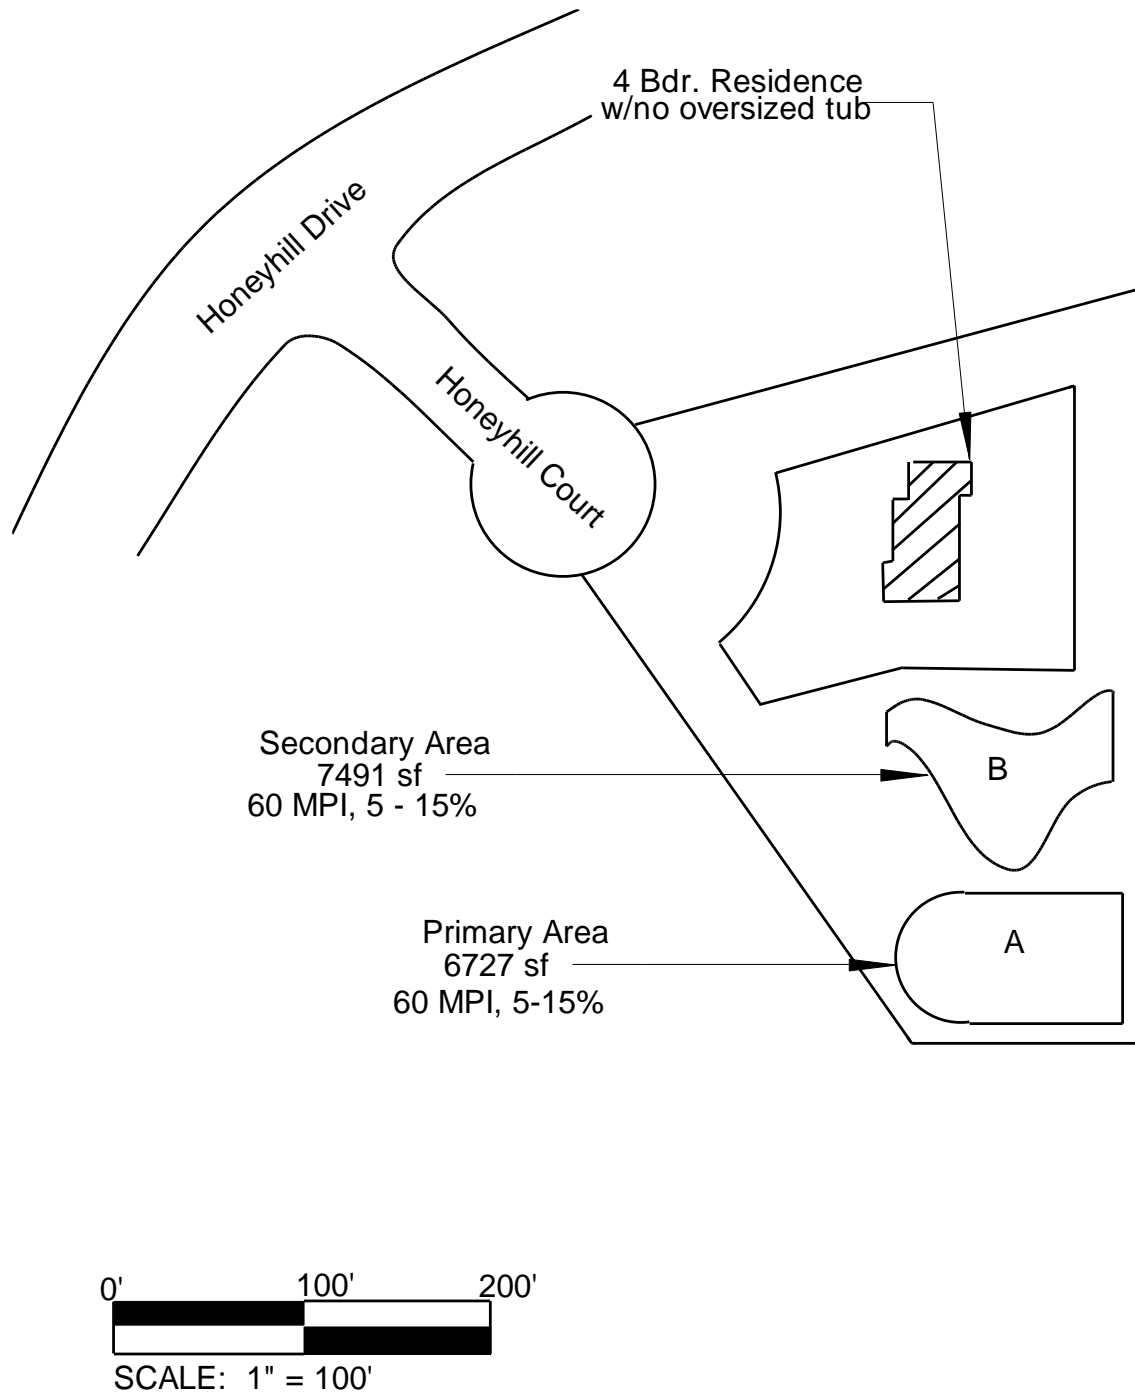 4 Bdr. Residence
w/no oversized tub
Honeyhill Drive
Honeyhill Court
Secondary Area
7491 sf
60 MPI, 5 - 15%
B
Primary Area
6727 sf
60 MPI, 5-15%
A
0' 100' 200'
SCALE: 1" = 100'